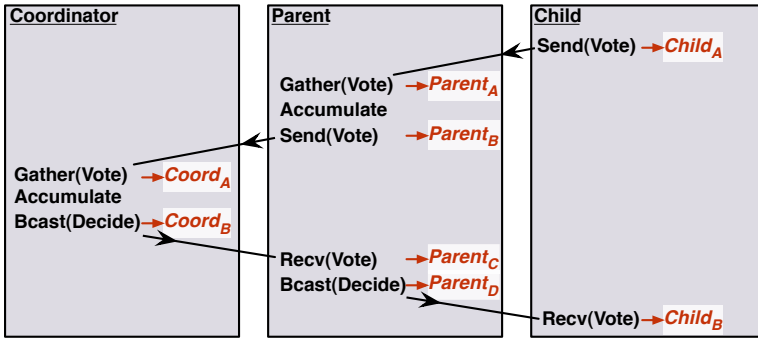 Coordinator
Gather(Vote) Coord_A
Accumulate
Bcast(Decide) Coord_B
Parent
Gather(Vote) Parent_A
Accumulate
Send(Vote) Parent_B
Recv(Vote) Parent_C
Bcast(Decide) Parent_D
Child
Send(Vote) Child_A
Recv(Vote) Child_B